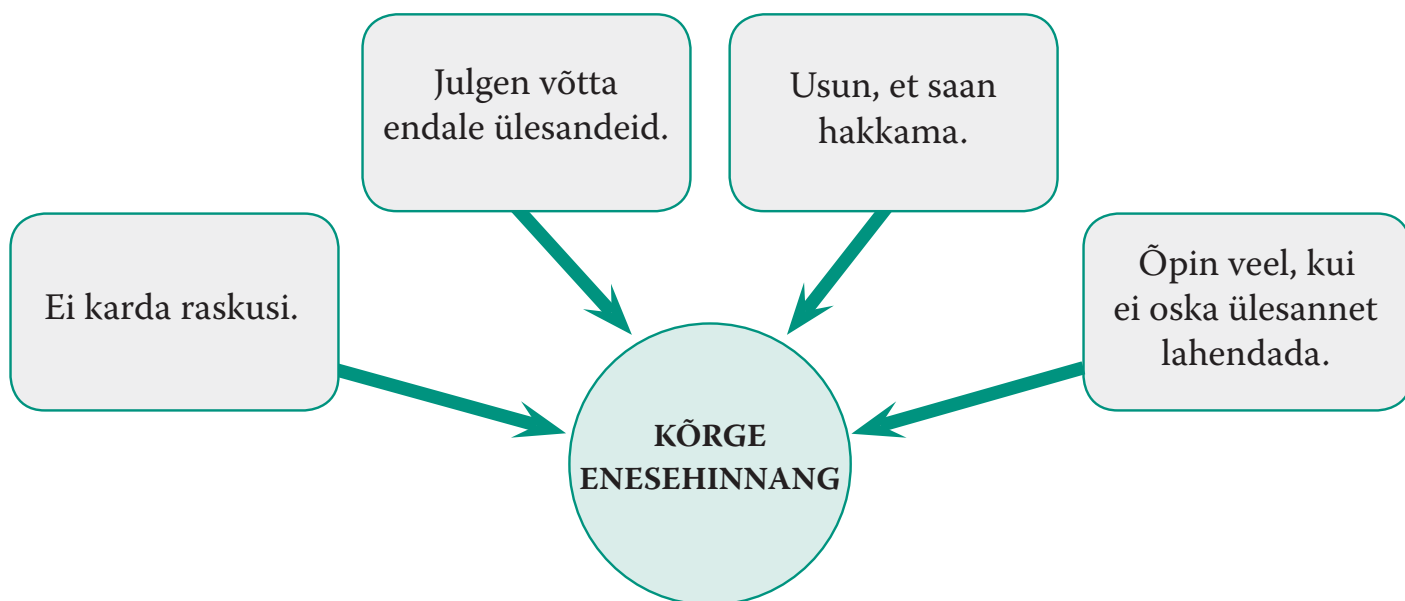 Julgen võtta
endale ülesandeid.
Usun, et saan
hakkama.
Ei karda raskusi.
Õpin veel, kui
ei oska ülesannet
lahendada.
KÕRGE
ENESEHINNANG